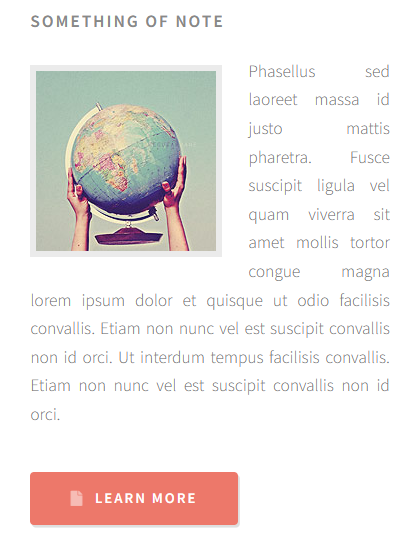 SOMETHING OF NOTE
Phasellus sed
laoreet massa id
justo mattis
pharetra. Fusce
suscipit ligula vel
quam viverra sit
amet mollis tortor
congue magna
lorem ipsum dolor et quisque ut odio facilisis
convallis. Etiam non nunc vel est suscipit convallis
non id orci. Ut interdum tempus facilisis convallis.
Etiam non nunc vel est suscipit convallis non id
orci.
LEARN MORE